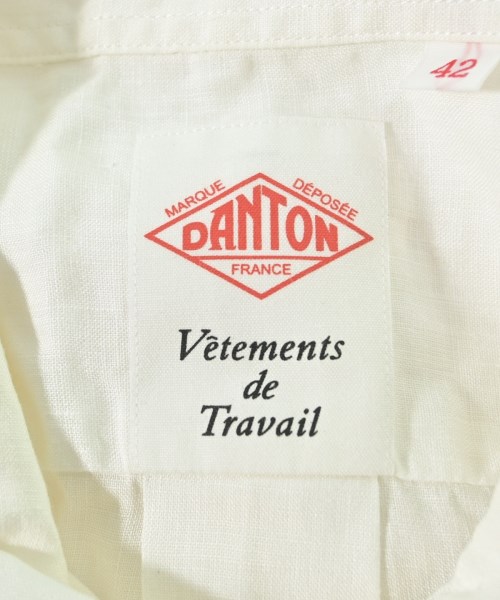 42
MARQUE DÉPOSÉE
DANTON
FRANCE
Vêtements
de
Travail